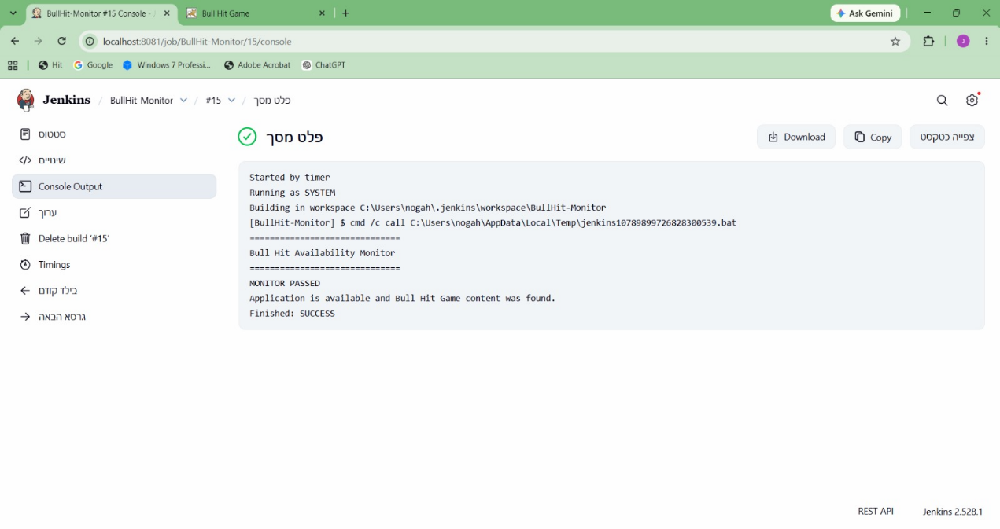 BullHit-Monitor #15 Console - 
Bull Hit Game
Ask Gemini
localhost:8081/job/BullHit-Monitor/15/console
Hit
Google
Windows 7 Professi...
Adobe Acrobat
ChatGPT
Jenkins / BullHit-Monitor / #15 / פלט מסך
סטטוס
שינויים
Console Output
ערוך
Delete build '#15'
Timings
בילד קודם
גרסא הבאה
פלט מסך
Download
Copy
צפייה כטקסט
Started by timer
Running as SYSTEM
Building in workspace C:\Users\nogah\.jenkins\workspace\BullHit-Monitor
[BullHit-Monitor] $ cmd /c call C:\Users\nogah\AppData\Local\Temp\jenkins10789899726828300539.bat
==============================
Bull Hit Availability Monitor
==============================
MONITOR PASSED
Application is available and Bull Hit Game content was found.
Finished: SUCCESS
REST API
Jenkins 2.528.1